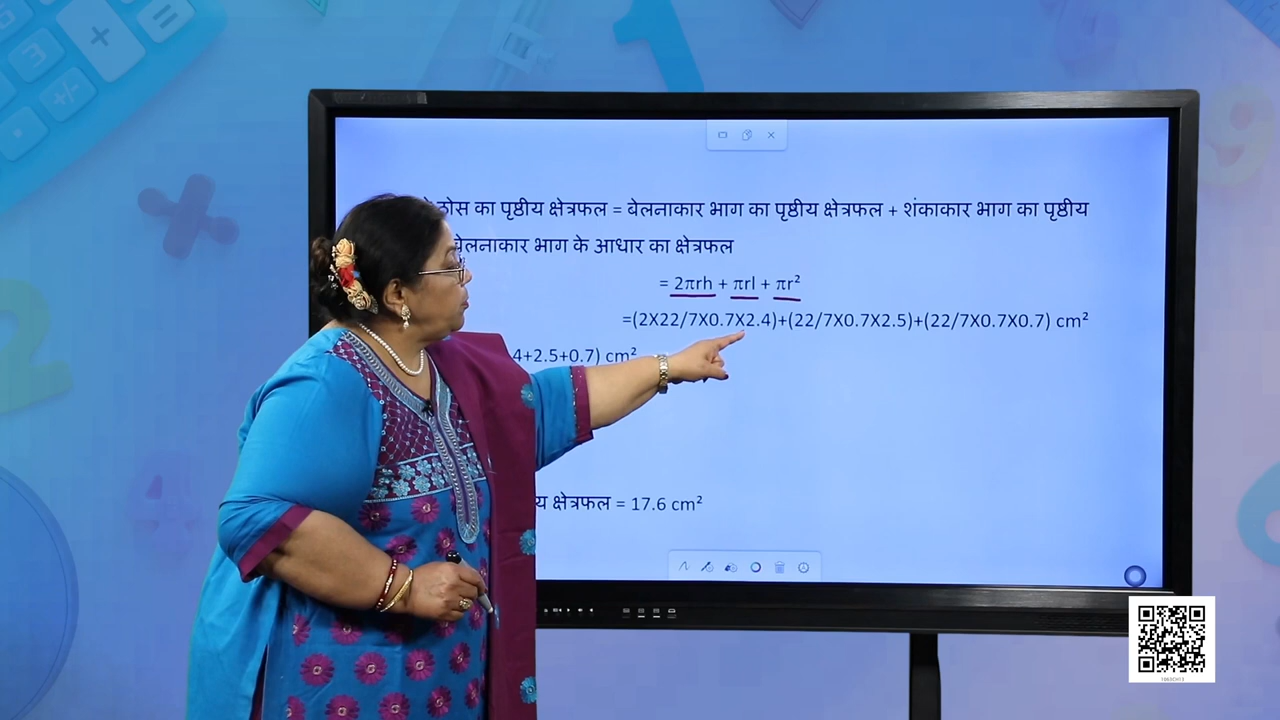 ठोस का पृष्ठीय क्षेत्रफल = बेलनाकार भाग का पृष्ठीय क्षेत्रफल + शंकाकार भाग का पृष्ठीय
बेलनाकार भाग के आधार का क्षेत्रफल
= 2πrh + πrl + πr²
=(2X22/7X0.7X2.4)+(22/7X0.7X2.5)+(22/7X0.7X0.7) cm²
4+2.5+0.7) cm²
क्षेत्रफल = 17.6 cm²